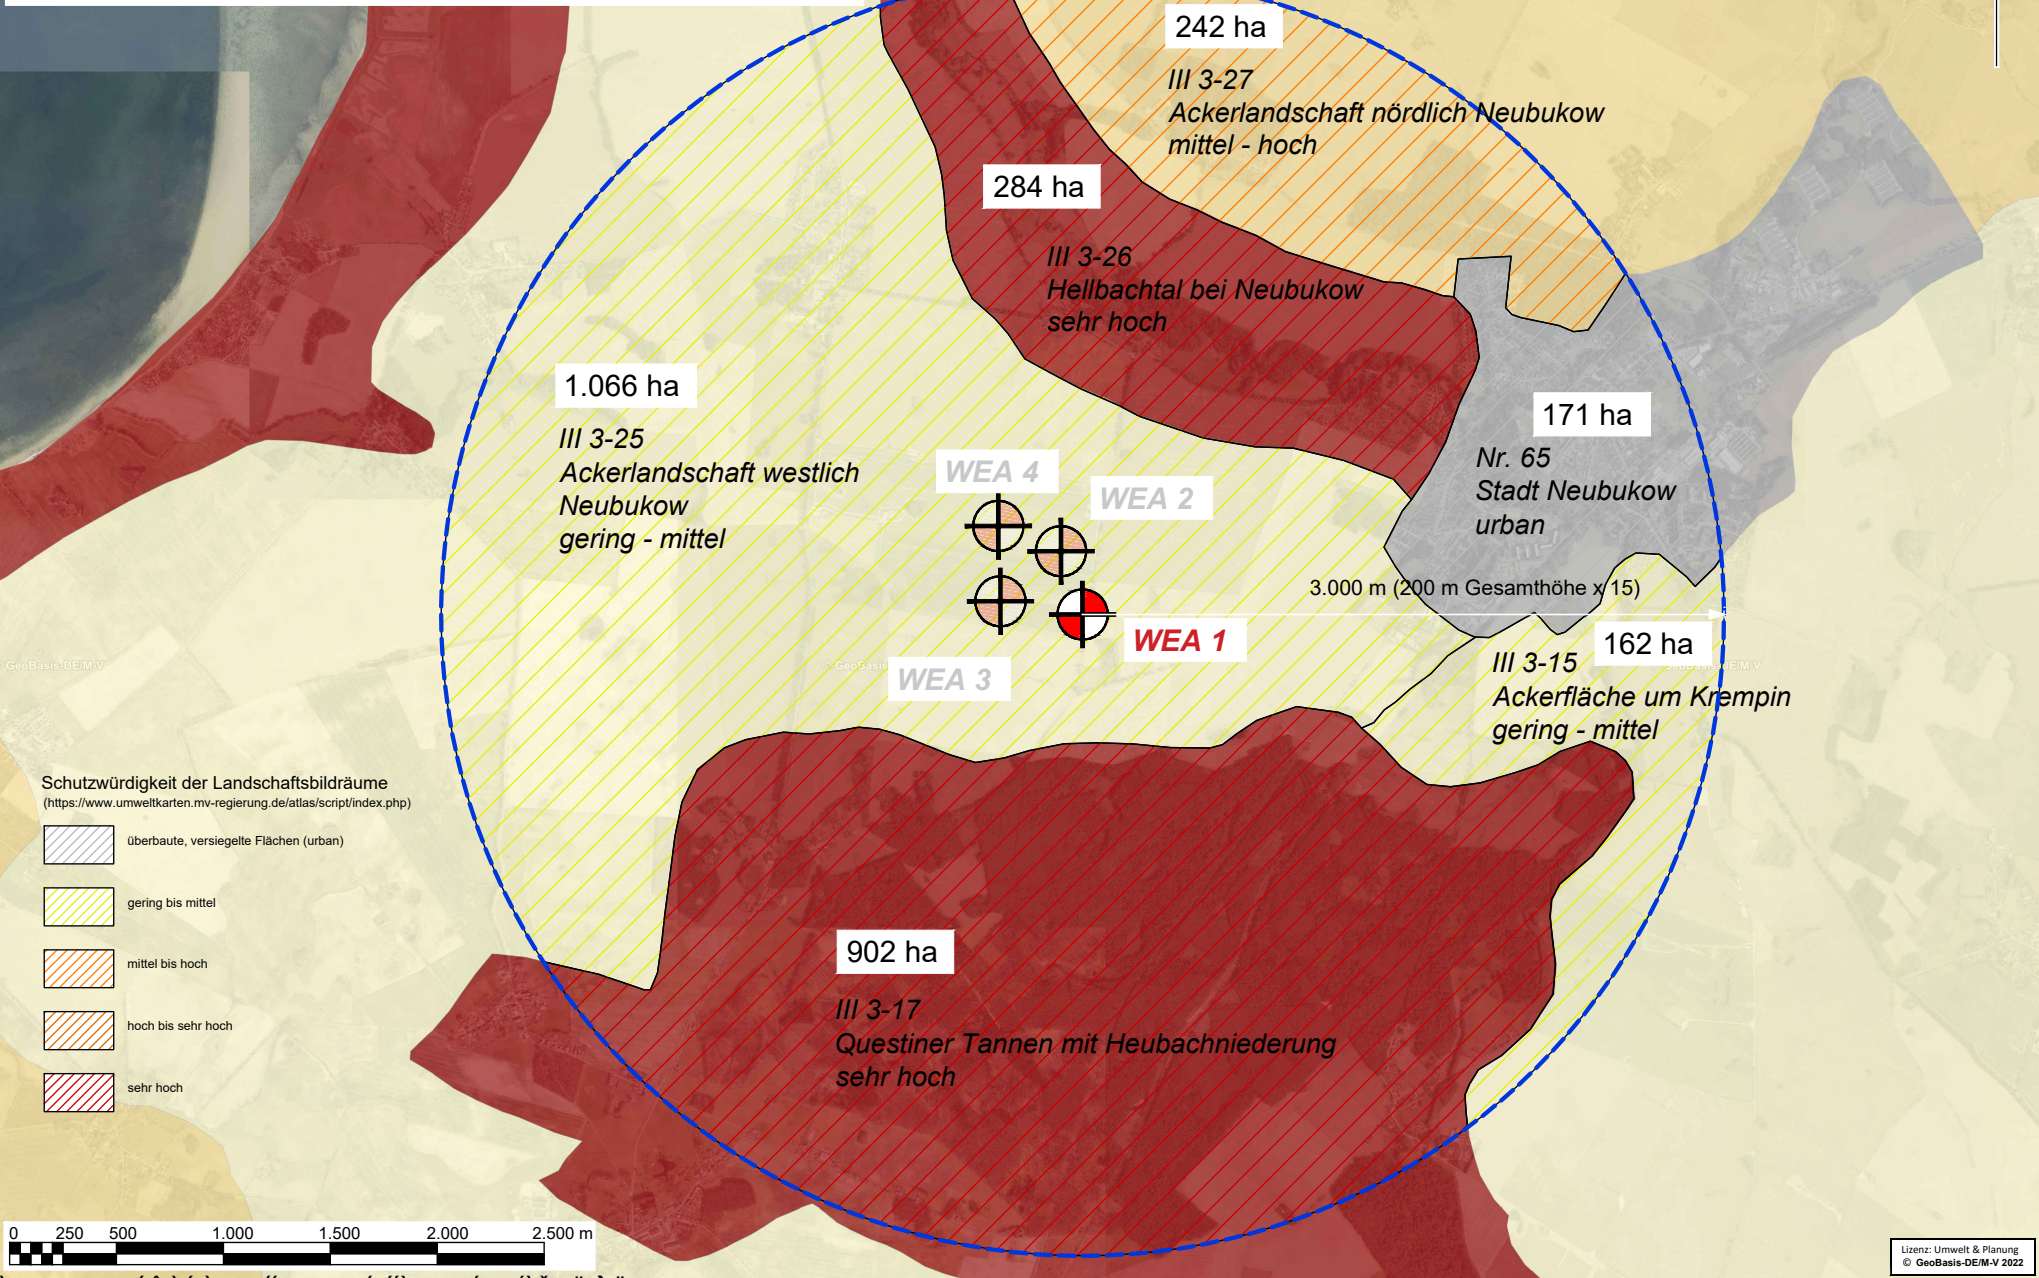 242 ha
III 3-27
Ackerlandschaft nördlich Neubukow
mittel - hoch
284 ha
III 3-26
Hellbachtal bei Neubukow
sehr hoch
1.066 ha
III 3-25
Ackerlandschaft westlich
Neubukow
gering - mittel
171 ha
Nr. 65
Stadt Neubukow
urban
WEA 4
WEA 2
3.000 m (200 m Gesamthöhe x 15)
WEA 1
WEA 3
162 ha
III 3-15
Ackerfläche um Krempin
gering - mittel
GeoBasis-DE/M-V
© GeoBasis
GeoBasis-DE/M-V
Schutzwürdigkeit der Landschaftsbildräume
(https://www.umweltkarten.mv-regierung.de/atlas/script/index.php)
überbaute, versiegelte Flächen (urban)
gering bis mittel
mittel bis hoch
hoch bis sehr hoch
sehr hoch
902 ha
III 3-17
Questiner Tannen mit Heubachniederung
sehr hoch
0 250 500 1.000 1.500 2.000 2.500 m
Lizenz: Umwelt & Planung
© GeoBasis-DE/M-V 2022